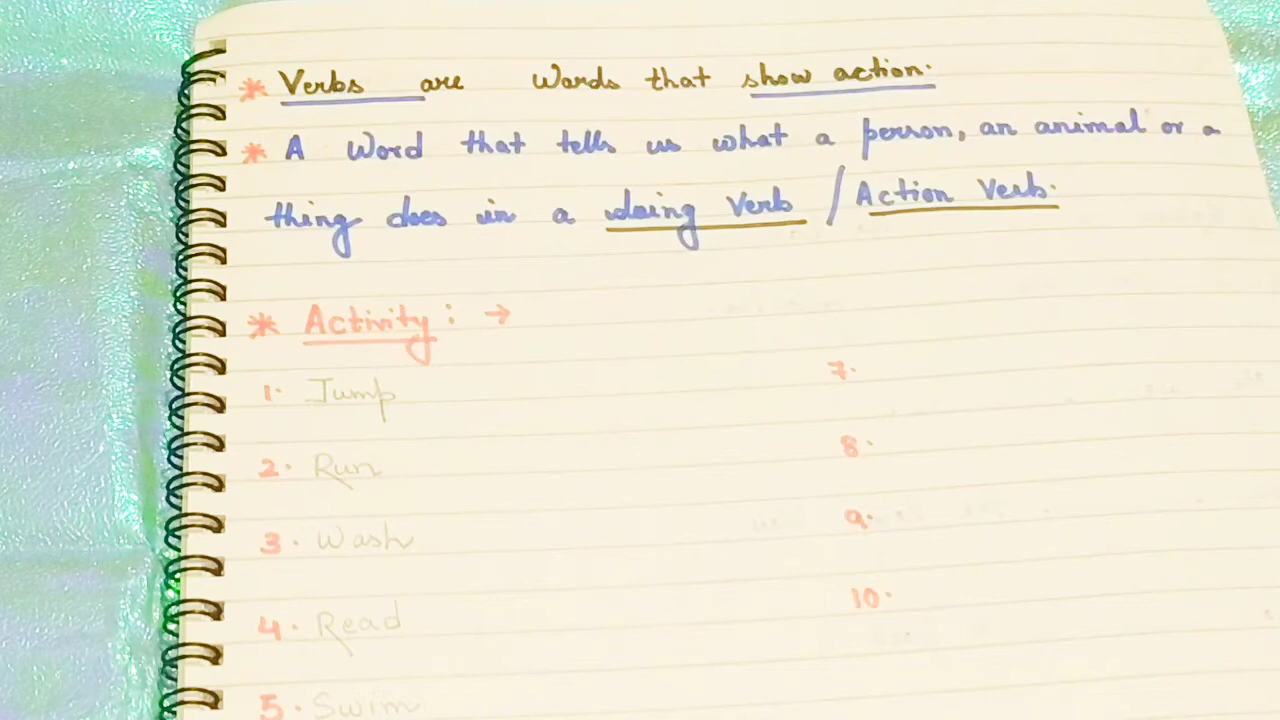 * Verbs are words that show action.
* A Word that tells us what a person, an animal or a
thing does in a doing Verb / Action Verb.
* Activity : →
1. Jump
2. Run
3. Wash
4. Read
5. Swim
7.
8.
9.
10.